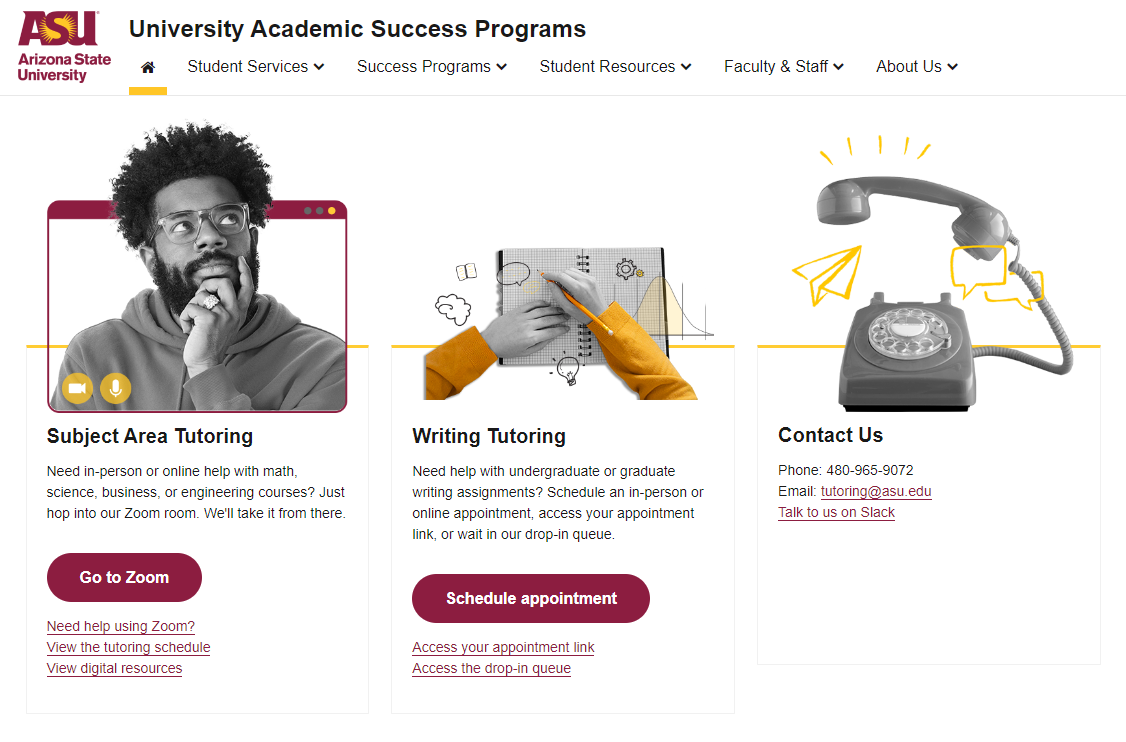 ASU
Arizona State
University
University Academic Success Programs
Student Services
Success Programs
Student Resources
Faculty & Staff
About Us
Subject Area Tutoring
Need in-person or online help with math,
science, business, or engineering courses? Just
hop into our Zoom room. We'll take it from there.
Go to Zoom
Need help using Zoom?
View the tutoring schedule
View digital resources
Writing Tutoring
Need help with undergraduate or graduate
writing assignments? Schedule an in-person or
online appointment, access your appointment
link, or wait in our drop-in queue.
Schedule appointment
Access your appointment link
Access the drop-in queue
Contact Us
Phone: 480-965-9072
Email: tutoring@asu.edu
Talk to us on Slack